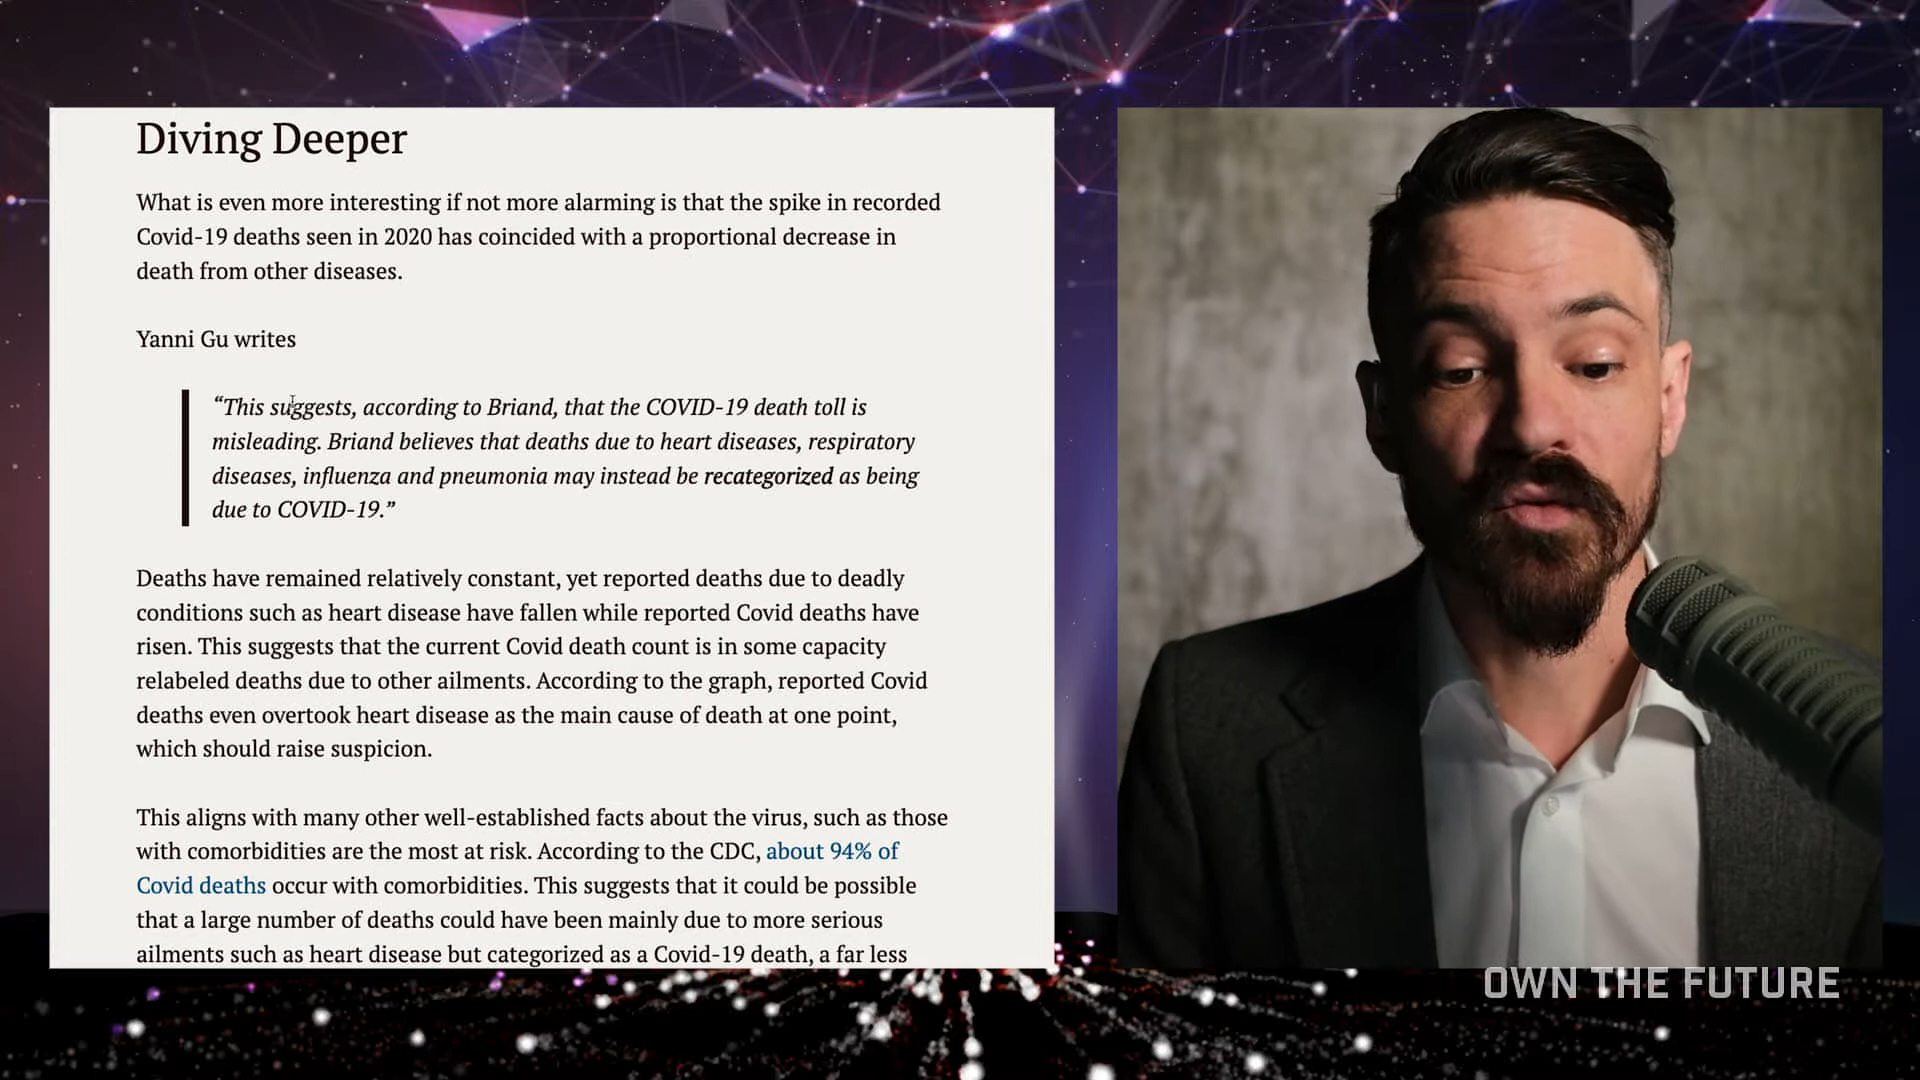 Diving Deeper
What is even more interesting if not more alarming is that the spike in recorded
Covid-19 deaths seen in 2020 has coincided with a proportional decrease in
death from other diseases.
Yanni Gu writes
“This suggests, according to Briand, that the COVID-19 death toll is
misleading. Briand believes that deaths due to heart diseases, respiratory
diseases, influenza and pneumonia may instead be recategorized as being
due to COVID-19.”
Deaths have remained relatively constant, yet reported deaths due to deadly
conditions such as heart disease have fallen while reported Covid deaths have
risen. This suggests that the current Covid death count is in some capacity
relabeled deaths due to other ailments. According to the graph, reported Covid
deaths even overtook heart disease as the main cause of death at one point,
which should raise suspicion.
This aligns with many other well-established facts about the virus, such as those
with comorbidities are the most at risk. According to the CDC, about 94% of
Covid deaths occur with comorbidities. This suggests that it could be possible
that a large number of deaths could have been mainly due to more serious
ailments such as heart disease but categorized as a Covid-19 death, a far less
OWN THE FUTURE